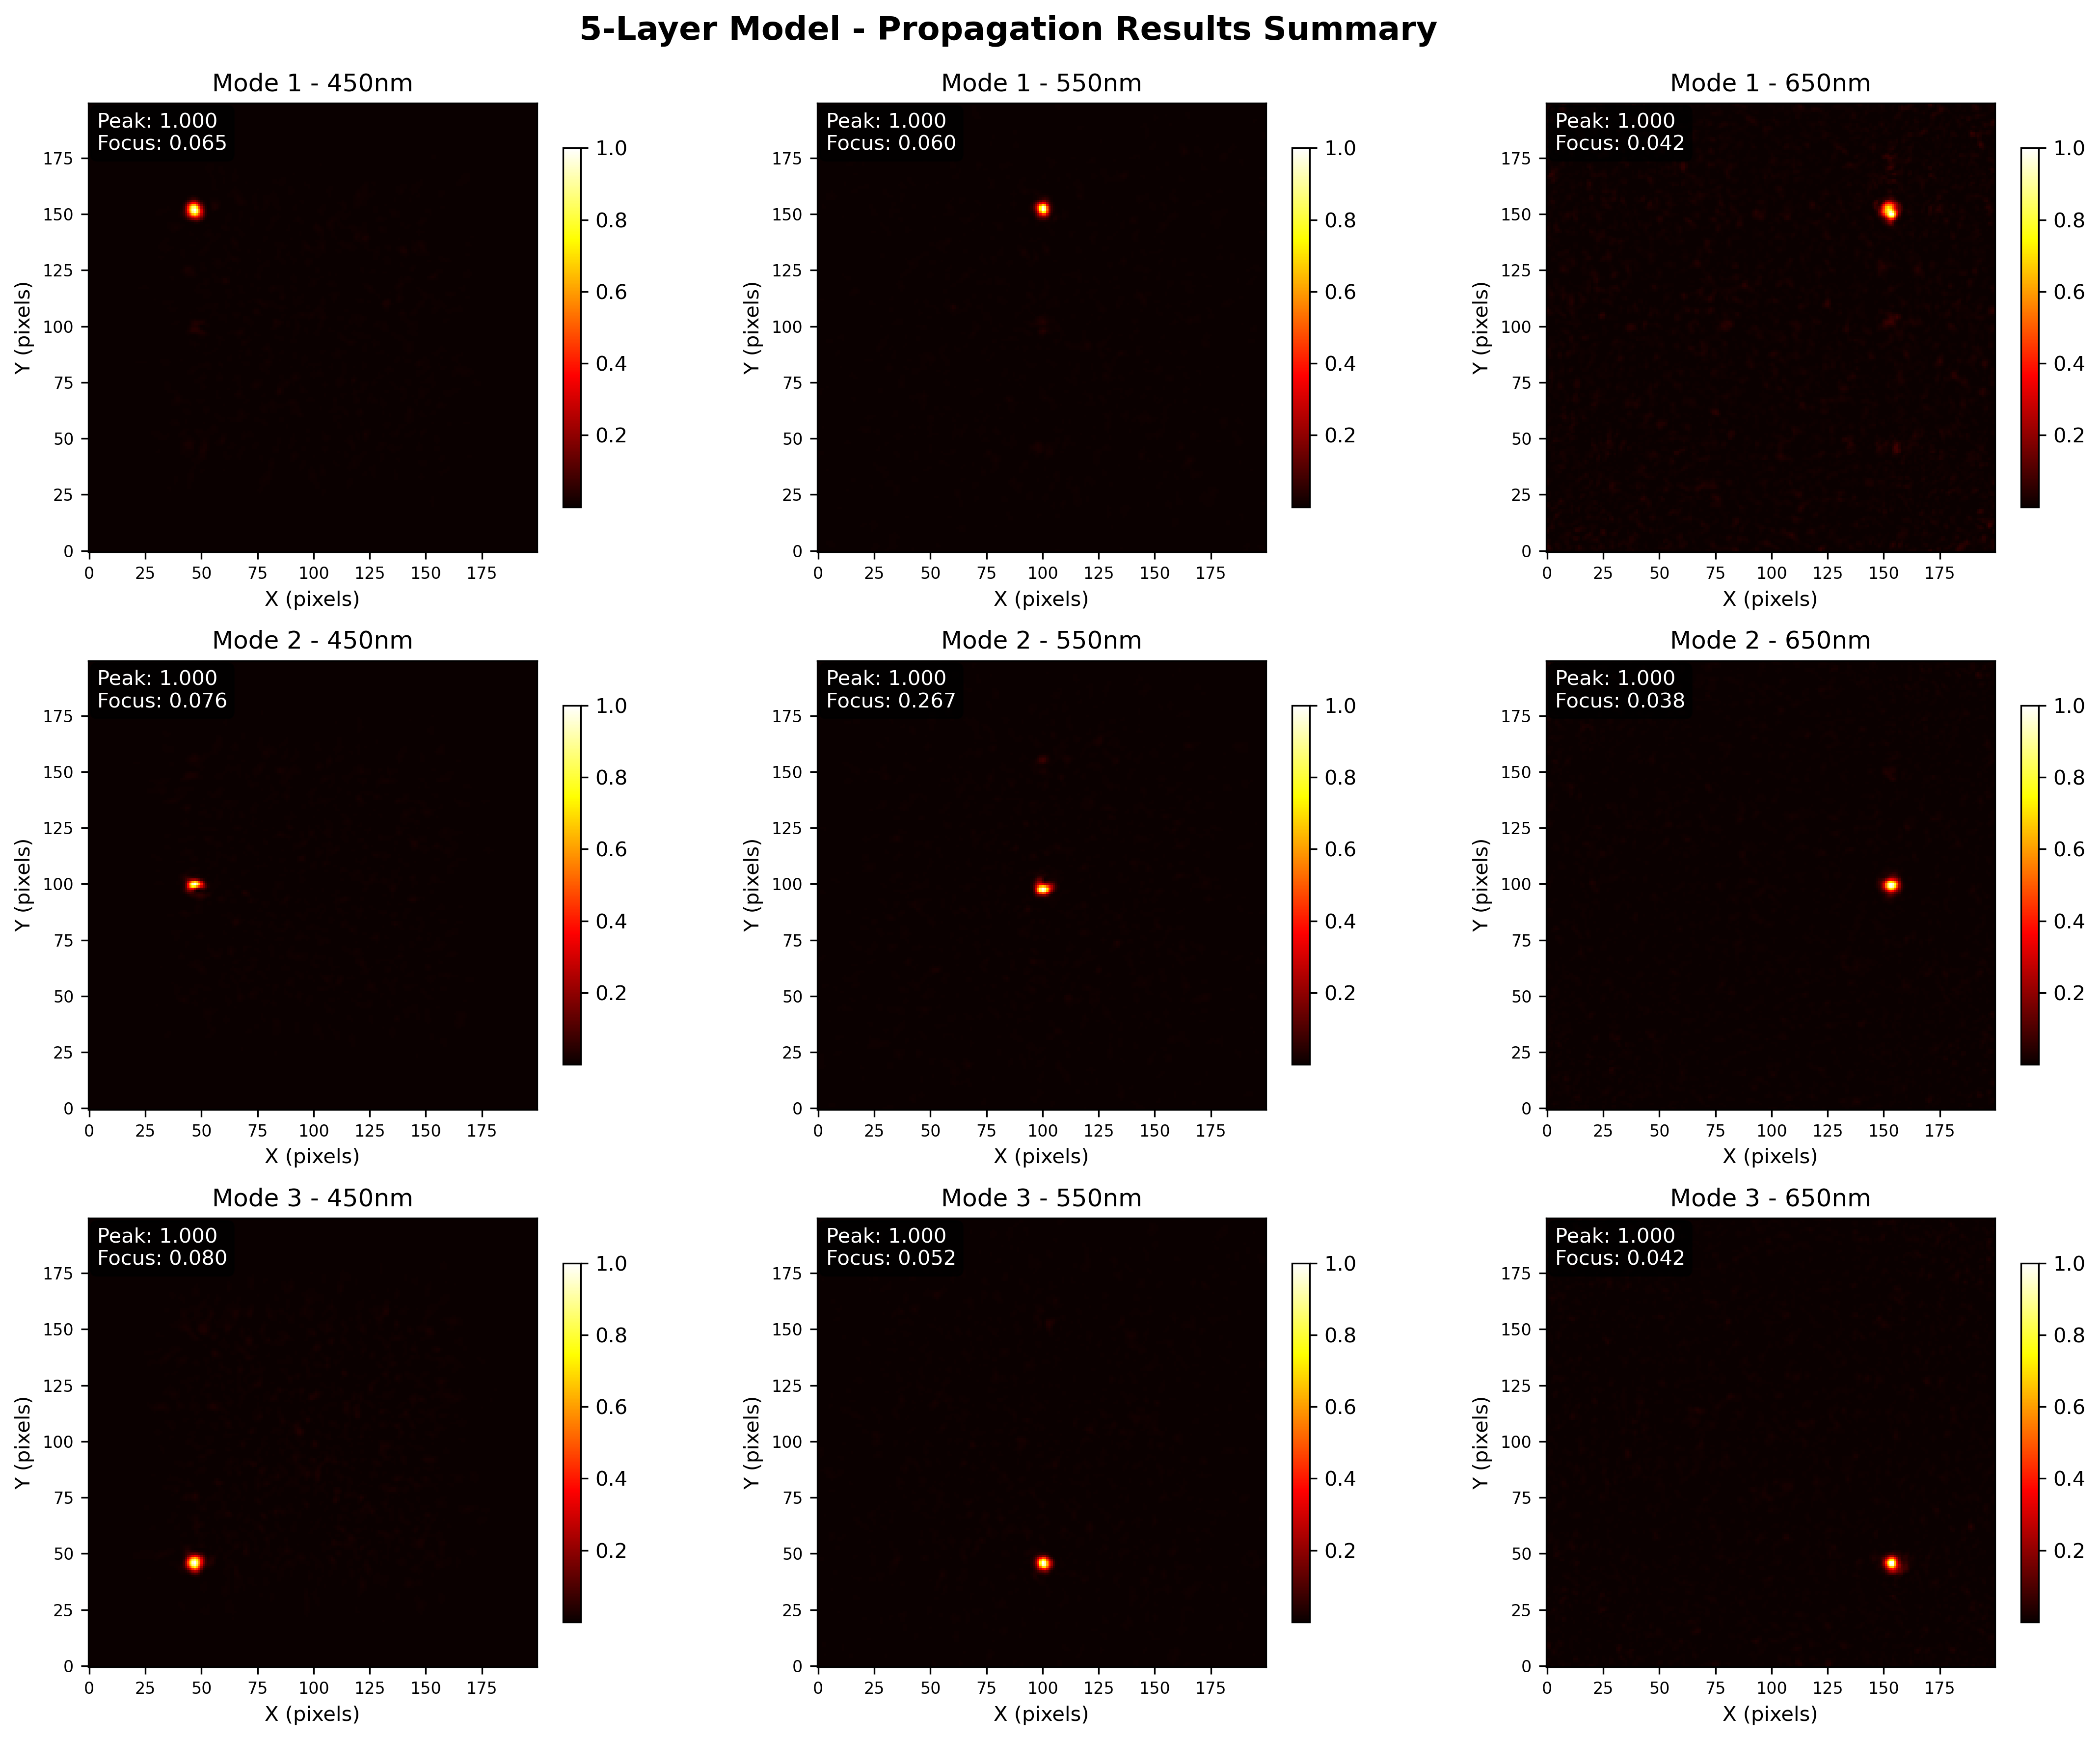 5-Layer Model - Propagation Results Summary
Mode 1 - 450nm
Peak: 1.000
Focus: 0.065
Y (pixels)
175
150
125
100
75
50
25
0
0 25 50 75 100 125 150 175
X (pixels)
1.0
0.8
0.6
0.4
0.2
Mode 1 - 550nm
Peak: 1.000
Focus: 0.060
Y (pixels)
175
150
125
100
75
50
25
0
0 25 50 75 100 125 150 175
X (pixels)
1.0
0.8
0.6
0.4
0.2
Mode 1 - 650nm
Peak: 1.000
Focus: 0.042
Y (pixels)
175
150
125
100
75
50
25
0
0 25 50 75 100 125 150 175
X (pixels)
1.0
0.8
0.6
0.4
0.2
Mode 2 - 450nm
Peak: 1.000
Focus: 0.076
Y (pixels)
175
150
125
100
75
50
25
0
0 25 50 75 100 125 150 175
X (pixels)
1.0
0.8
0.6
0.4
0.2
Mode 2 - 550nm
Peak: 1.000
Focus: 0.267
Y (pixels)
175
150
125
100
75
50
25
0
0 25 50 75 100 125 150 175
X (pixels)
1.0
0.8
0.6
0.4
0.2
Mode 2 - 650nm
Peak: 1.000
Focus: 0.038
Y (pixels)
175
150
125
100
75
50
25
0
0 25 50 75 100 125 150 175
X (pixels)
1.0
0.8
0.6
0.4
0.2
Mode 3 - 450nm
Peak: 1.000
Focus: 0.080
Y (pixels)
175
150
125
100
75
50
25
0
0 25 50 75 100 125 150 175
X (pixels)
1.0
0.8
0.6
0.4
0.2
Mode 3 - 550nm
Peak: 1.000
Focus: 0.052
Y (pixels)
175
150
125
100
75
50
25
0
0 25 50 75 100 125 150 175
X (pixels)
1.0
0.8
0.6
0.4
0.2
Mode 3 - 650nm
Peak: 1.000
Focus: 0.042
Y (pixels)
175
150
125
100
75
50
25
0
0 25 50 75 100 125 150 175
X (pixels)
1.0
0.8
0.6
0.4
0.2